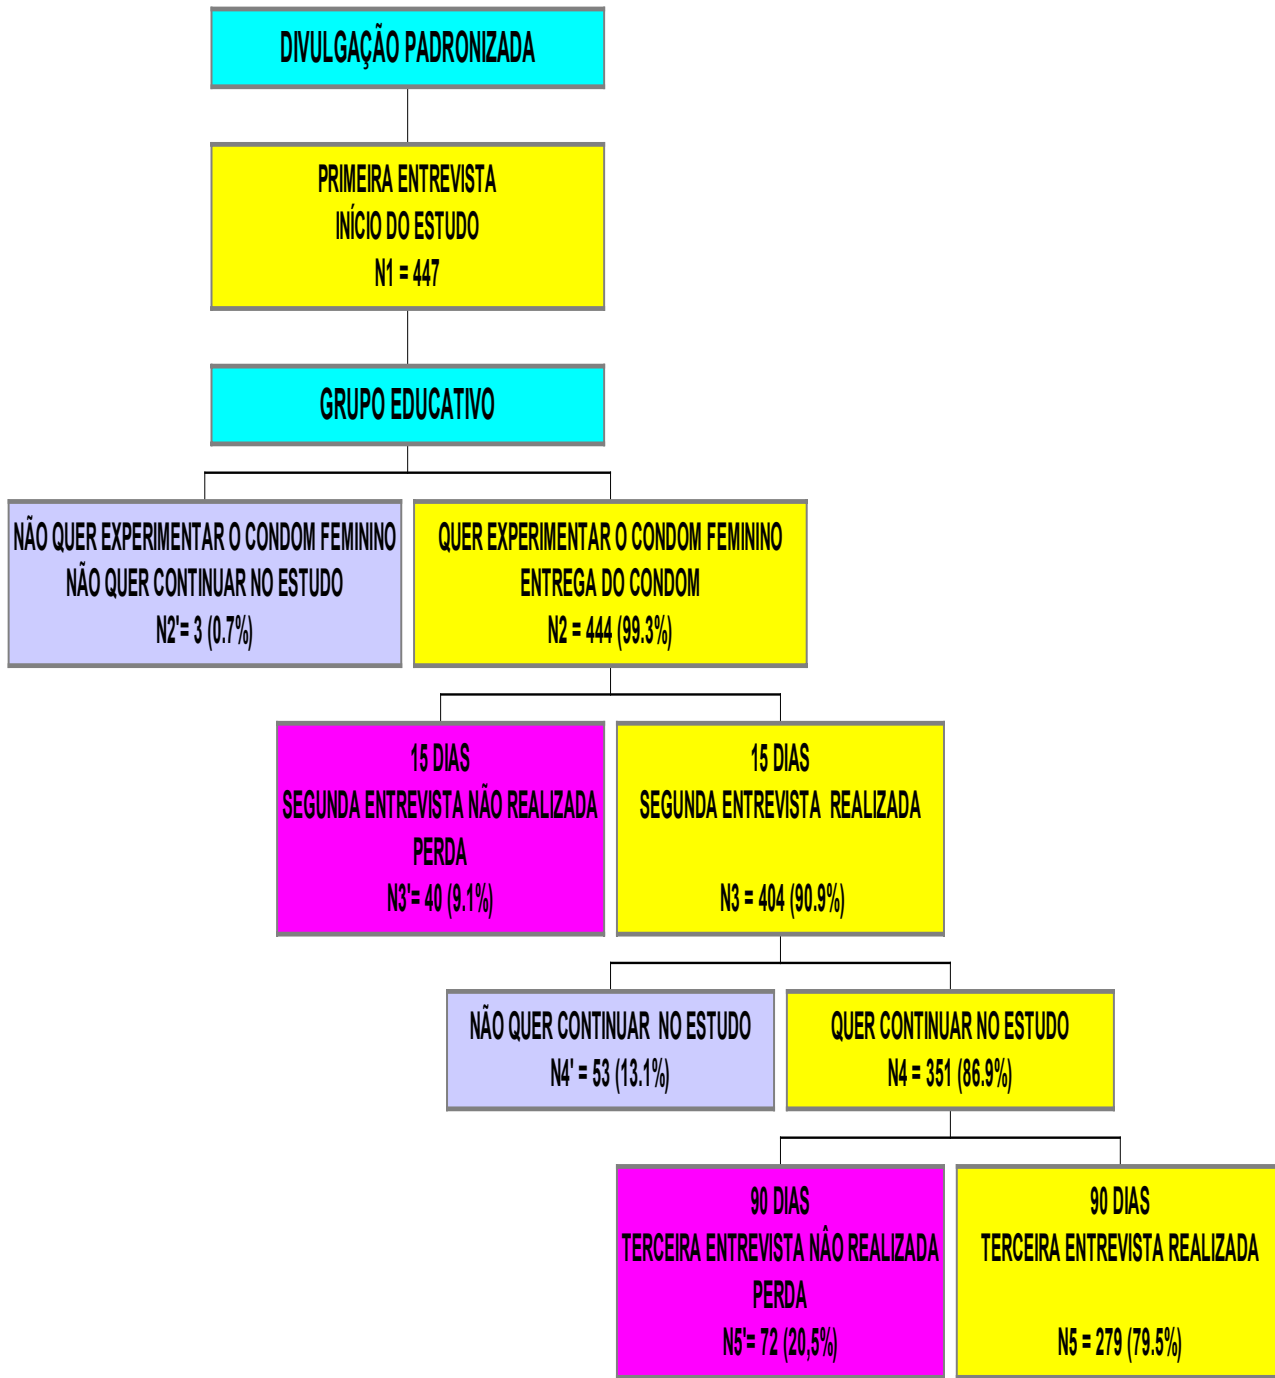 DIVULGAÇÃO PADRONIZADA
PRIMEIRA ENTREVISTA
INÍCIO DO ESTUDO
N1 = 447
GRUPO EDUCATIVO
NÃO QUER EXPERIMENTAR O CONDOM FEMININO
NÃO QUER CONTINUAR NO ESTUDO
N2'= 3 (0.7%)
QUER EXPERIMENTAR O CONDOM FEMININO
ENTREGA DO CONDOM
N2 = 444 (99.3%)
15 DIAS
SEGUNDA ENTREVISTA NÃO REALIZADA
PERDA
N3'= 40 (9.1%)
15 DIAS
SEGUNDA ENTREVISTA REALIZADA
N3 = 404 (90.9%)
NÃO QUER CONTINUAR NO ESTUDO
N4' = 53 (13.1%)
QUER CONTINUAR NO ESTUDO
N4 = 351 (86.9%)
90 DIAS
TERCEIRA ENTREVISTA NÂO REALIZADA
PERDA
N5'= 72 (20,5%)
90 DIAS
TERCEIRA ENTREVISTA REALIZADA
N5 = 279 (79.5%)